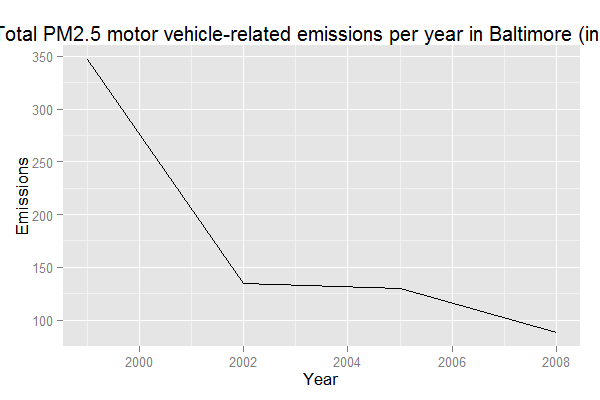 Total PM2.5 motor vehicle-related emissions per year in Baltimore (in
350
300
250
200
150
100
Emissions
2000 2002 2004 2006 2008
Year